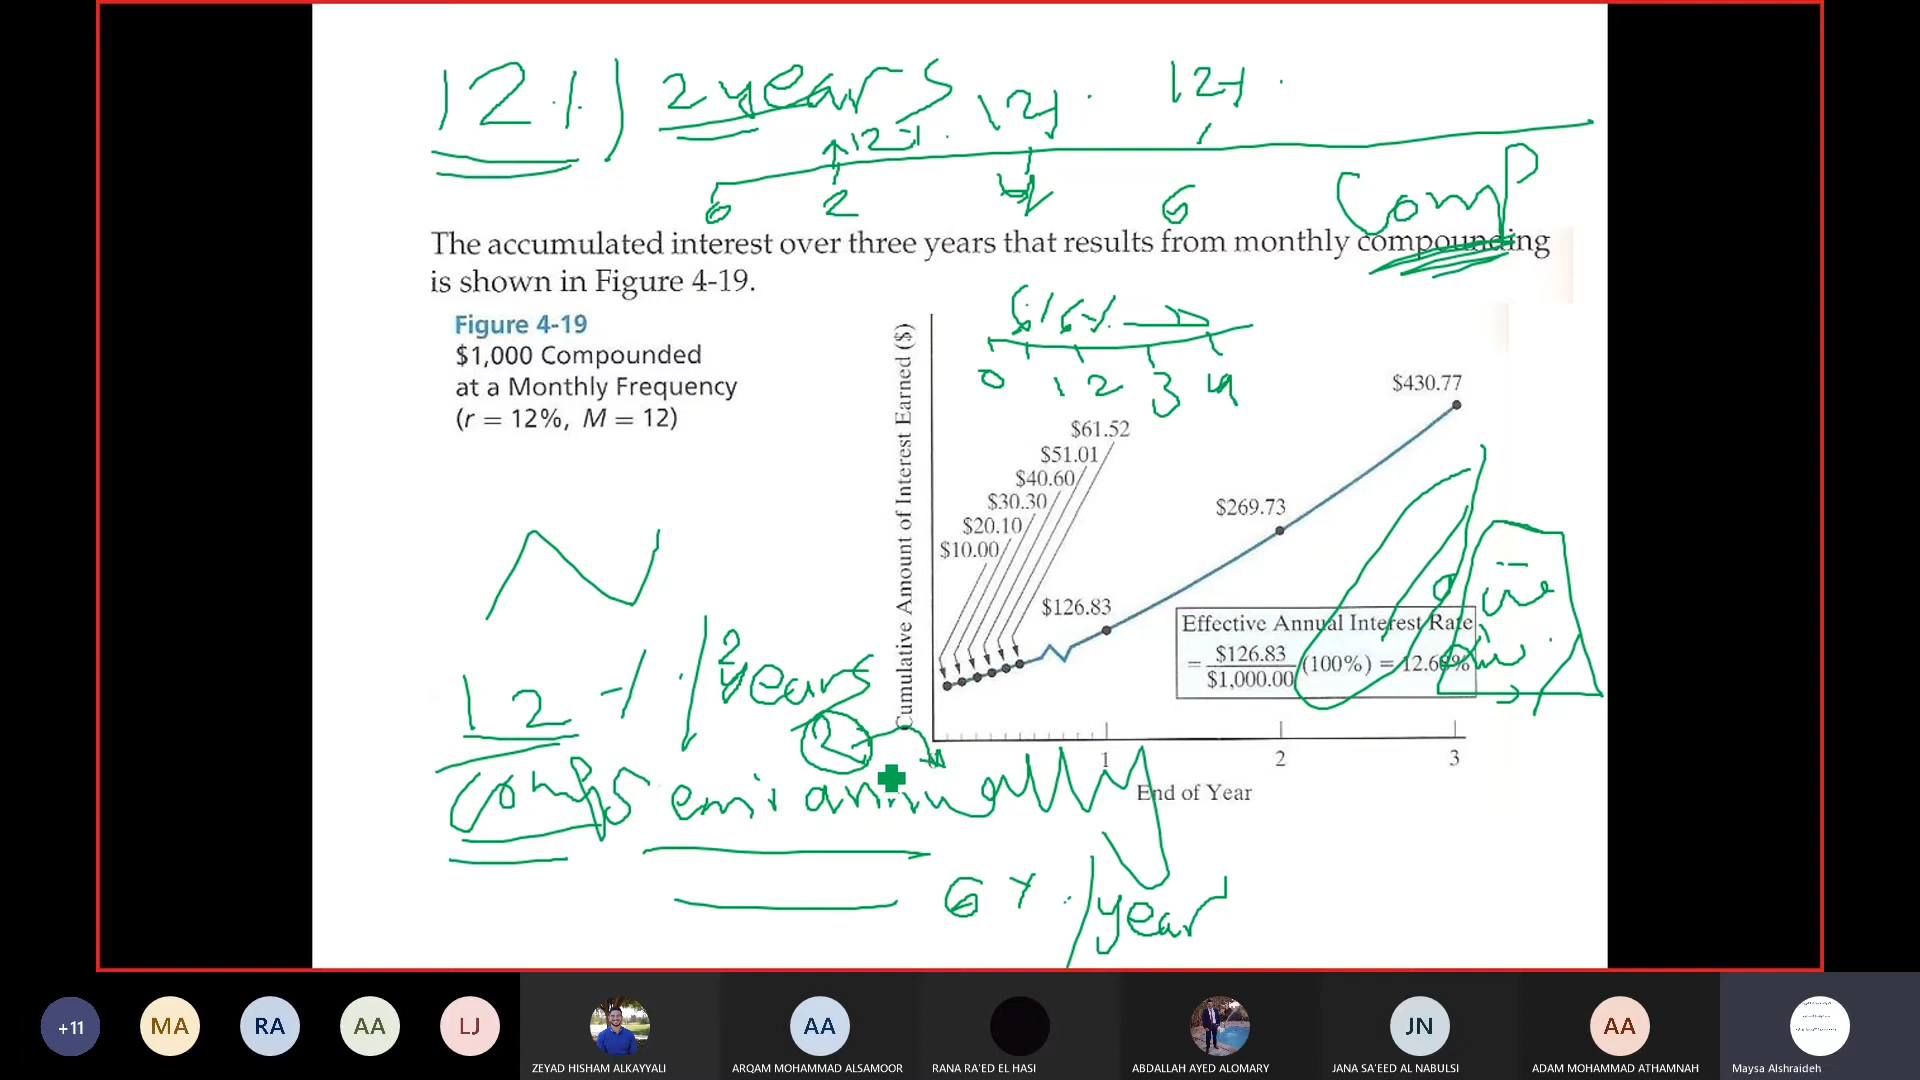 12% / 2 years 12% 12%
12%
0 2 4 6 Comp
The accumulated interest over three years that results from monthly compounding
is shown in Figure 4-19.
Figure 4-19
$1,000 Compounded
at a Monthly Frequency
(r = 12%, M = 12)
Cumulative Amount of Interest Earned ($)
6% 6%
0 1 2 3 4
$430.77
$61.52
$51.01
$40.60
$30.30
$20.10
$10.00
$269.73
$126.83
Effective Annual Interest Rate
= $126.83 / $1,000.00 (100%) = 12.68%
12 % / 2 years
2
Comp semi annually
1 2 3
End of Year
6 % / year
+11
MA
RA
AA
LJ
ZEYAD HISHAM ALKAYYALI
AA
ARQAM MOHAMMAD ALSAMOOR
RANA RA'ED EL HASI
ABDALLAH AYED ALOMARY
JN
JANA SA'EED AL NABULSI
AA
ADAM MOHAMMAD ATHAMNAH
Maysa Alshraideh